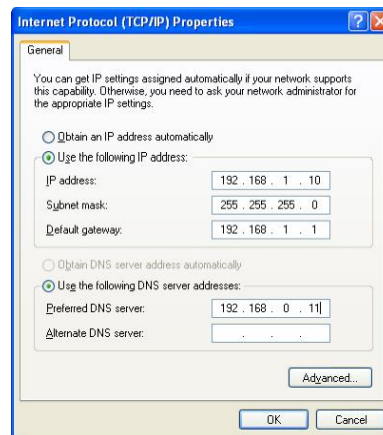 Internet Protocol (TCP/IP) Properties
General
You can get IP settings assigned automatically if your network supports
this capability. Otherwise, you need to ask your network administrator for
the appropriate IP settings.
Obtain an IP address automatically
Use the following IP address:
IP address: 192 . 168 . 1 . 10
Subnet mask: 255 . 255 . 255 . 0
Default gateway: 192 . 168 . 1 . 1
Obtain DNS server address automatically
Use the following DNS server addresses:
Preferred DNS server: 192 . 168 . 0 . 11
Alternate DNS server: . . .
Advanced...
OK Cancel